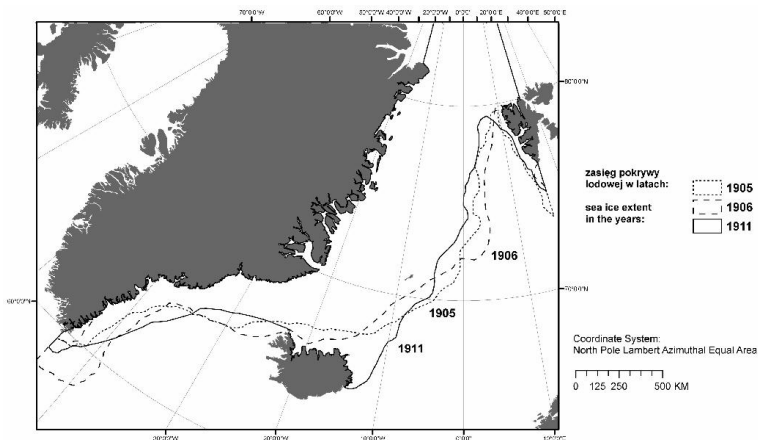 70°0'0"W 60°0'0"W 50°0'0"W 40°0'0"W 20°0'0"W 0°0'0" 20°0'0"E 40°0'0"E 50°0'0"E
80°0'0"N
zasięg pokrywy
lodowej w latach:
1905
sea ice extent
in the years:
1906
1911
1906
70°0'0"N
60°0'0"N
1905
1911
Coordinate System:
North Pole Lambert Azimuthal Equal Area
0 125 250 500 KM
30°0'0"W 20°0'0"W 10°0'0"W 0°0'0" 10°0'0"E